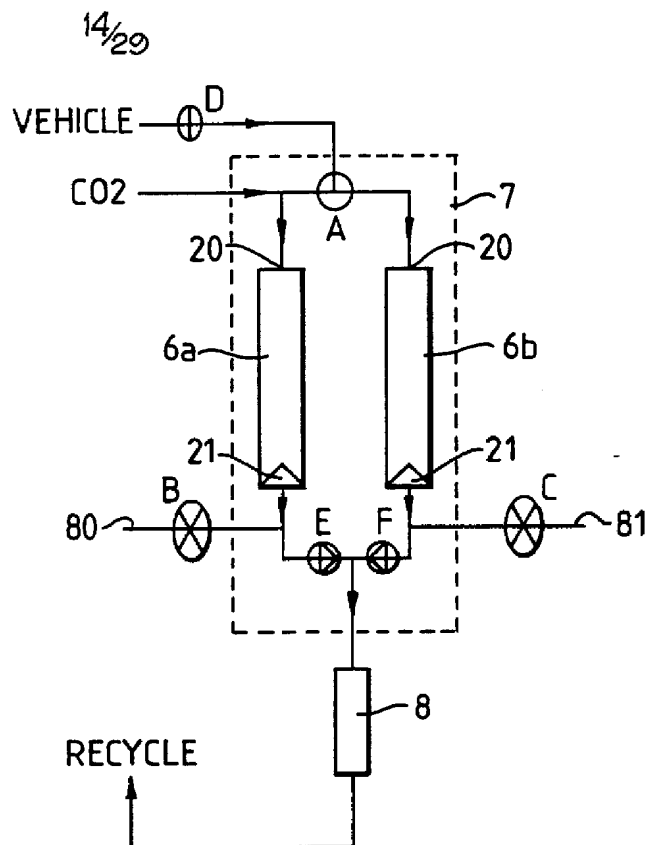 14/29
D
VEHICLE
CO2
7
A
20 20
6a 6b
21 21
B C
80 E F 81
8
RECYCLE